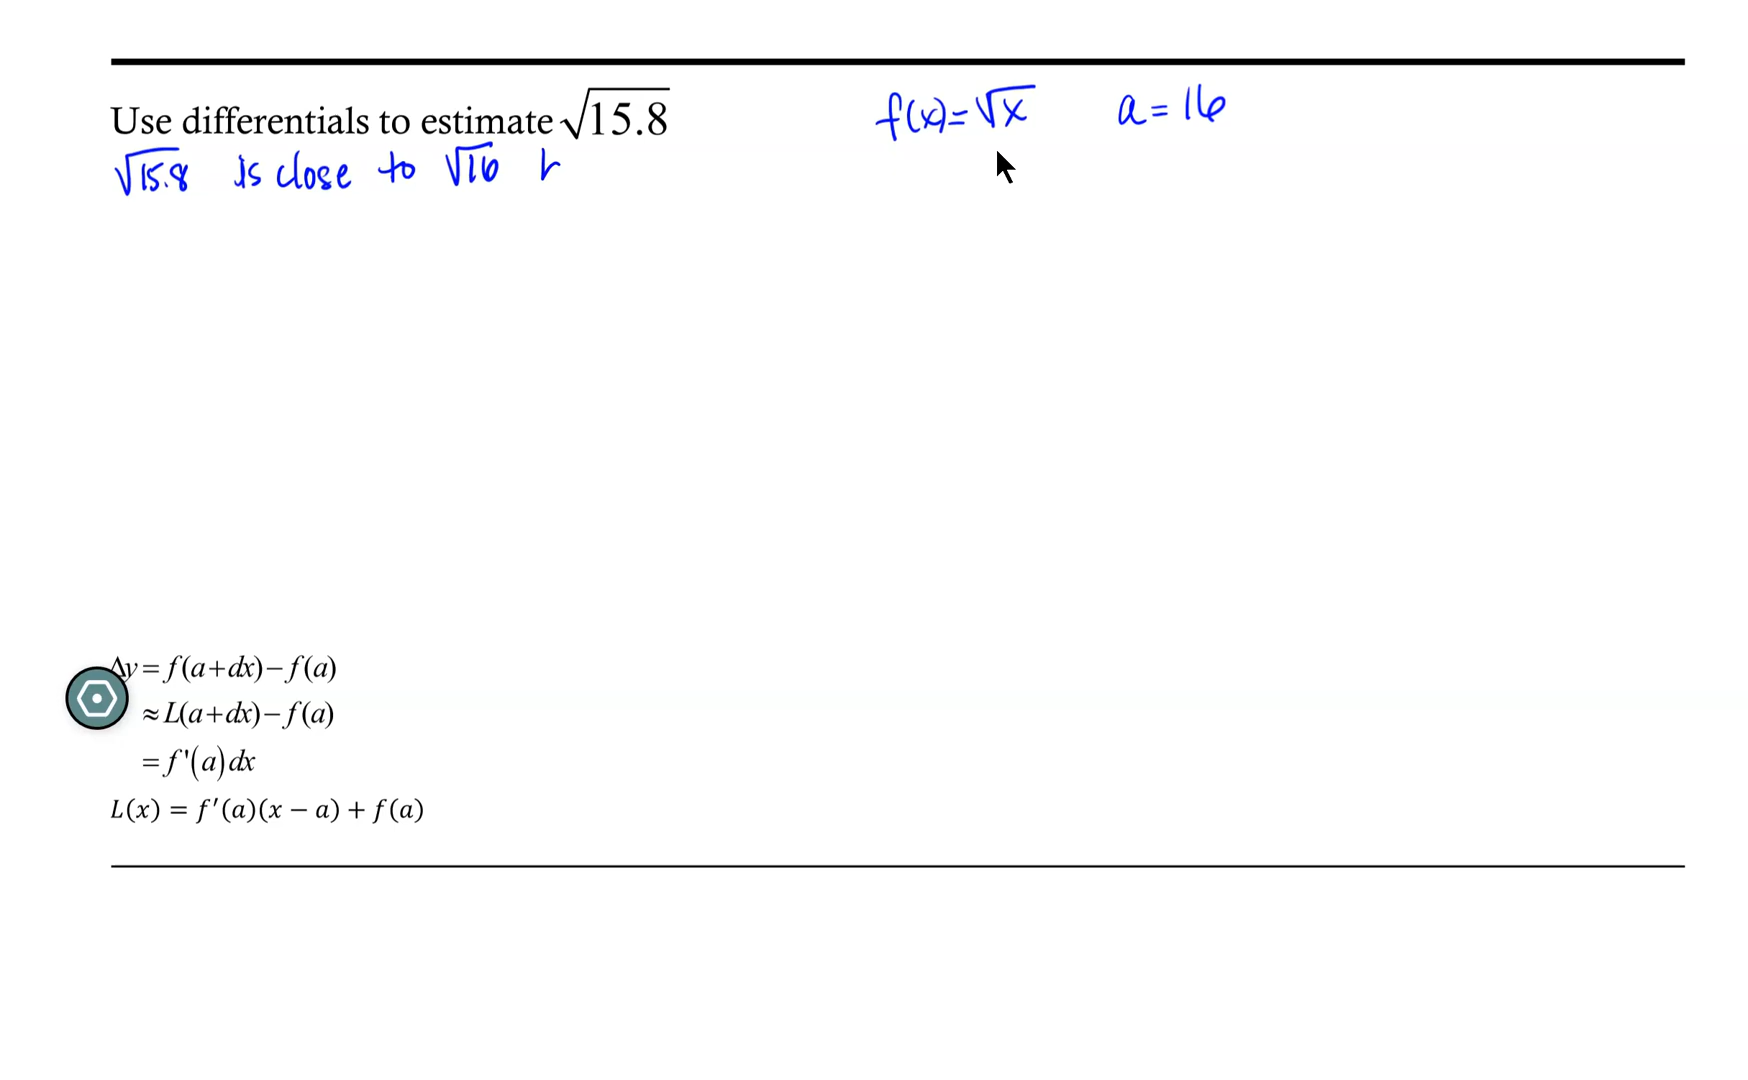 Use differentials to estimate √15.8
f(x)=√x a=16
√15.8 is close to √16
Δy=f(a+dx)−f(a)
≈L(a+dx)−f(a)
=f'(a)dx
L(x) = f′(a)(x − a) + f(a)